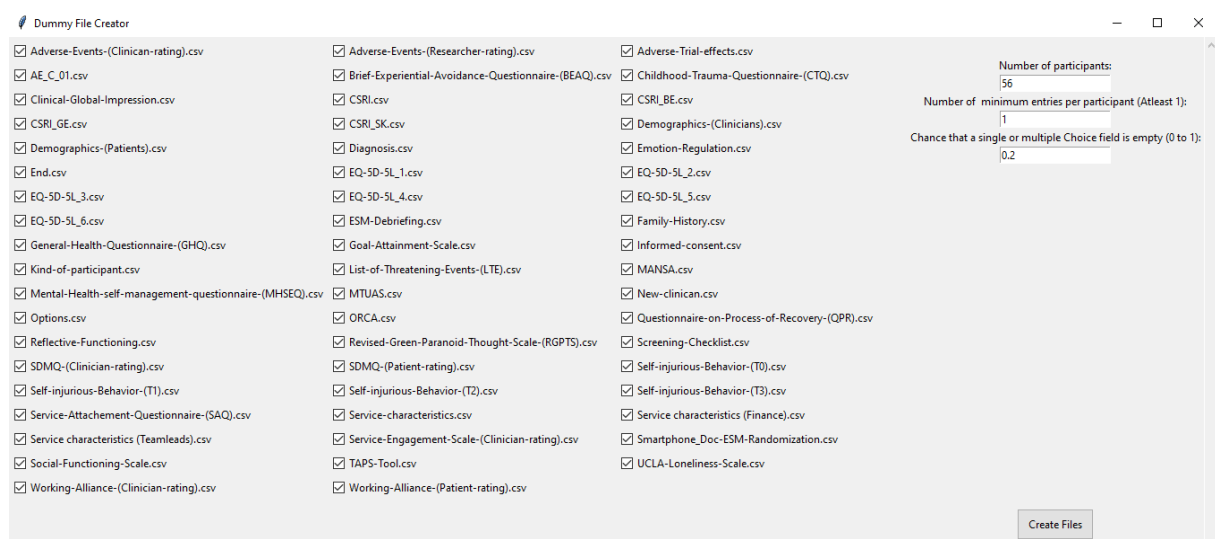 Dummy File Creator
Adverse-Events-(Clinican-rating).csv
Adverse-Events-(Researcher-rating).csv
Adverse-Trial-effects.csv
AE_C_01.csv
Brief-Experiential-Avoidance-Questionnaire-(BEAQ).csv
Childhood-Trauma-Questionnaire-(CTQ).csv
Clinical-Global-Impression.csv
CSRI.csv
CSRI_BE.csv
CSRI_GE.csv
CSRI_SK.csv
Demographics-(Clinicians).csv
Demographics-(Patients).csv
Diagnosis.csv
Emotion-Regulation.csv
End.csv
EQ-5D-5L_1.csv
EQ-5D-5L_2.csv
EQ-5D-5L_3.csv
EQ-5D-5L_4.csv
EQ-5D-5L_5.csv
EQ-5D-5L_6.csv
ESM-Debriefing.csv
Family-History.csv
General-Health-Questionnaire-(GHQ).csv
Goal-Attainment-Scale.csv
Informed-consent.csv
Kind-of-participant.csv
List-of-Threatening-Events-(LTE).csv
MANSA.csv
Mental-Health-self-management-questionnaire-(MHSEQ).csv
MTUAS.csv
New-clinican.csv
Options.csv
ORCA.csv
Questionnaire-on-Process-of-Recovery-(QPR).csv
Reflective-Functioning.csv
Revised-Green-Paranoid-Thought-Scale-(RGPTS).csv
Screening-Checklist.csv
SDMQ-(Clinician-rating).csv
SDMQ-(Patient-rating).csv
Self-injurious-Behavior-(T0).csv
Self-injurious-Behavior-(T1).csv
Self-injurious-Behavior-(T2).csv
Self-injurious-Behavior-(T3).csv
Service-Attachement-Questionnaire-(SAQ).csv
Service-characteristics.csv
Service characteristics (Finance).csv
Service characteristics (Teamleads).csv
Service-Engagement-Scale-(Clinician-rating).csv
Smartphone_Doc-ESM-Randomization.csv
Social-Functioning-Scale.csv
TAPS-Tool.csv
UCLA-Loneliness-Scale.csv
Working-Alliance-(Clinician-rating).csv
Working-Alliance-(Patient-rating).csv
Number of participants:
56
Number of  minimum entries per participant (Atleast 1):
1
Chance that a single or multiple Choice field is empty (0 to 1):
0.2
Create Files